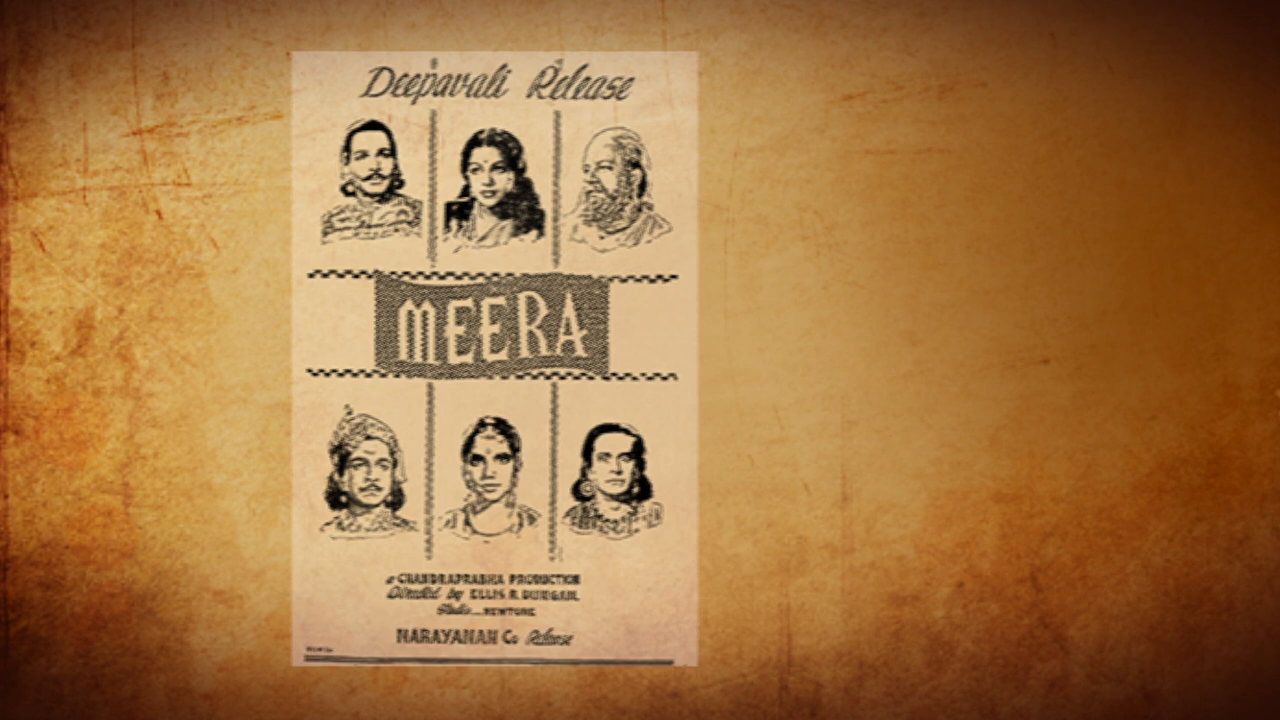 Deepavali Release
MEERA
a CHANDRAPRABHA PRODUCTION
Directed by ELLIS R. DUNGAN.
Studio....NEWTONE
NARAYANAN Co Release